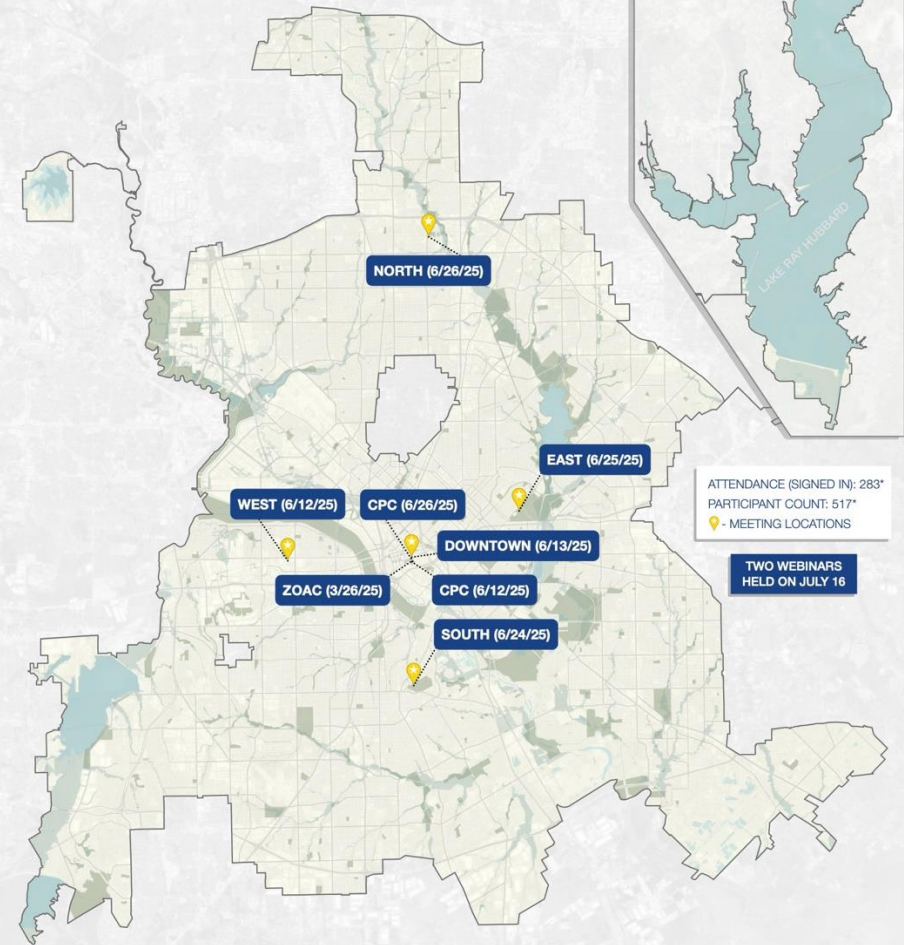 LAKE RAY HUBBARD
NORTH (6/26/25)
EAST (6/25/25)
WEST (6/12/25)
CPC (6/26/25)
ATTENDANCE (SIGNED IN): 283*
PARTICIPANT COUNT: 517*
- MEETING LOCATIONS
DOWNTOWN (6/13/25)
TWO WEBINARS
HELD ON JULY 16
ZOAC (3/26/25)
CPC (6/12/25)
SOUTH (6/24/25)